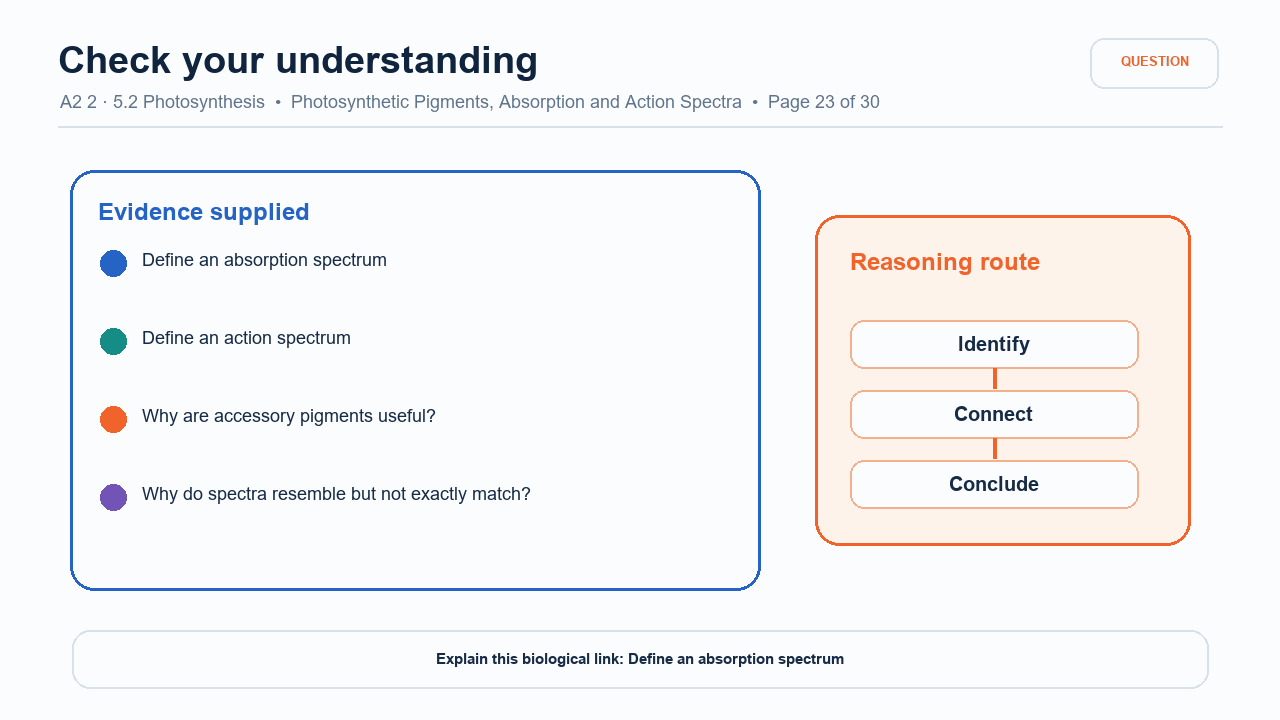 Check your understanding
QUESTION
A2 2 · 5.2 Photosynthesis • Photosynthetic Pigments, Absorption and Action Spectra • Page 23 of 30
Evidence supplied
Define an absorption spectrum
Define an action spectrum
Why are accessory pigments useful?
Why do spectra resemble but not exactly match?
Reasoning route
Identify
Connect
Conclude
Explain this biological link: Define an absorption spectrum